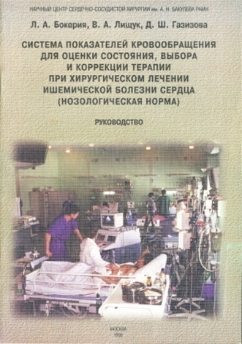 НАУЧНЫЙ ЦЕНТР СЕРДЕЧНО-СОСУДИСТОЙ ХИРУРГИИ им. А. Н. БАКУЛЕВА РАМН
Л. А. Бокерия, В. А. Лищук, Д. Ш. Газизова
СИСТЕМА ПОКАЗАТЕЛЕЙ КРОВООБРАЩЕНИЯ
ДЛЯ ОЦЕНКИ СОСТОЯНИЯ, ВЫБОРА
И КОРРЕКЦИИ ТЕРАПИИ
ПРИ ХИРУРГИЧЕСКОМ ЛЕЧЕНИИ
ИШЕМИЧЕСКОЙ БОЛЕЗНИ СЕРДЦА
(НОЗОЛОГИЧЕСКАЯ НОРМА)
РУКОВОДСТВО
МОСКВА